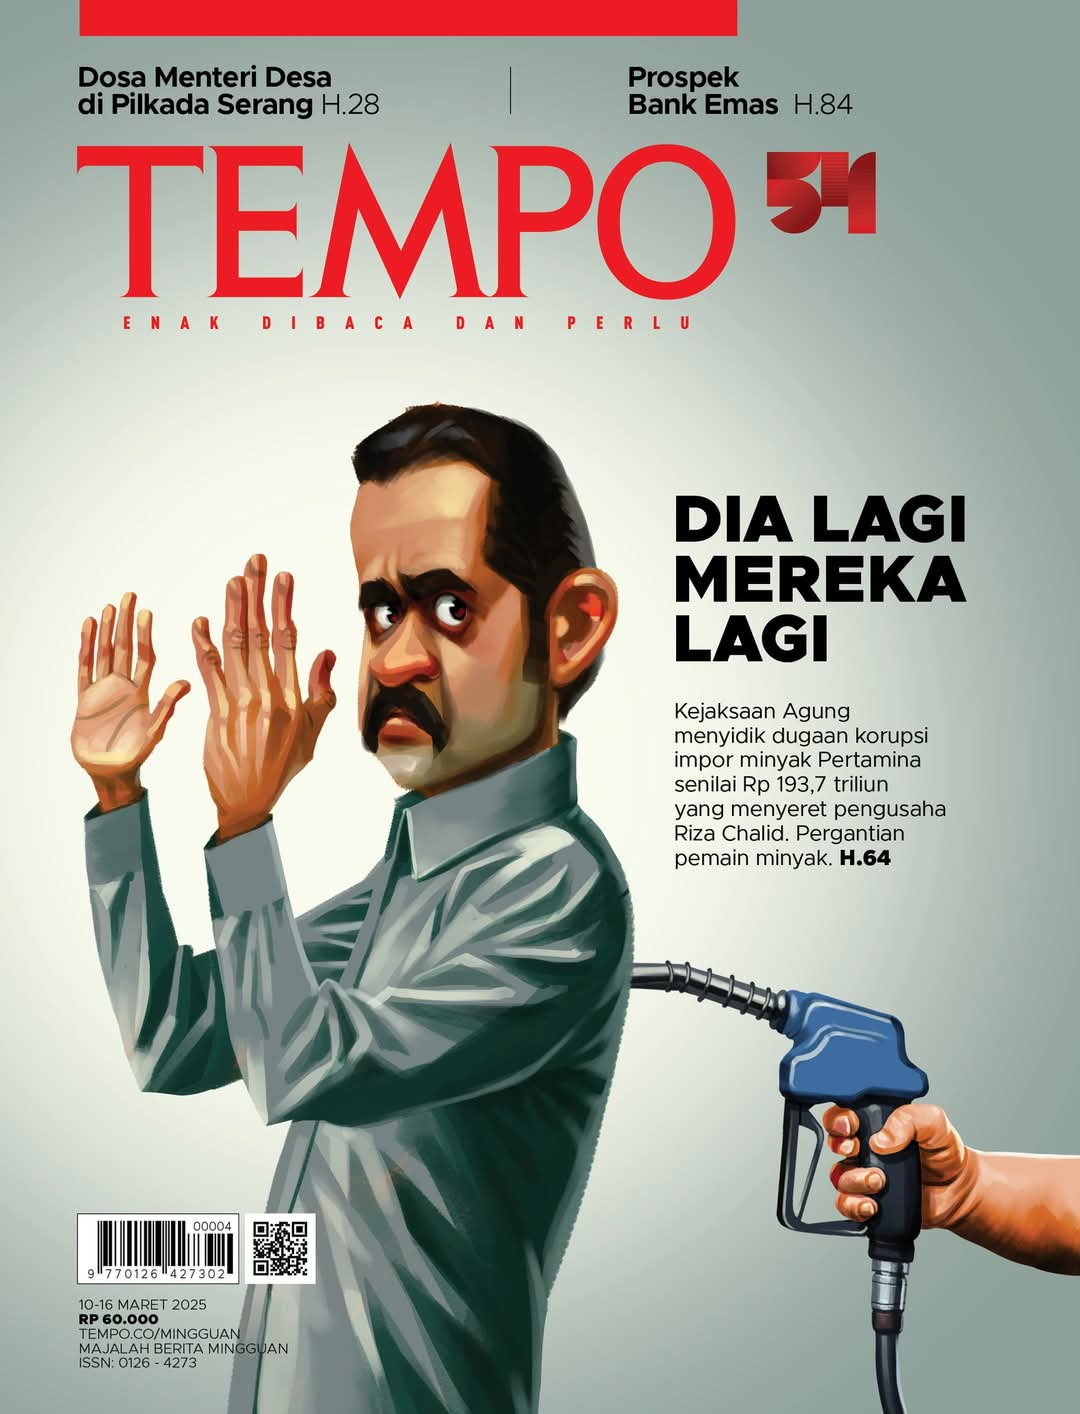 Dosa Menteri Desa
di Pilkada Serang H.28
Prospek
Bank Emas H.84
TEMPO
54
ENAK DIBACA DAN PERLU
DIA LAGI
MEREKA
LAGI
Kejaksaan Agung
menyidik dugaan korupsi
impor minyak Pertamina
senilai Rp 193,7 triliun
yang menyeret pengusaha
Riza Chalid. Pergantian
pemain minyak. H.64
00004
9 770126 427302
10-16 MARET 2025
RP 60.000
TEMPO.CO/MINGGUAN
MAJALAH BERITA MINGGUAN
ISSN: 0126 - 4273